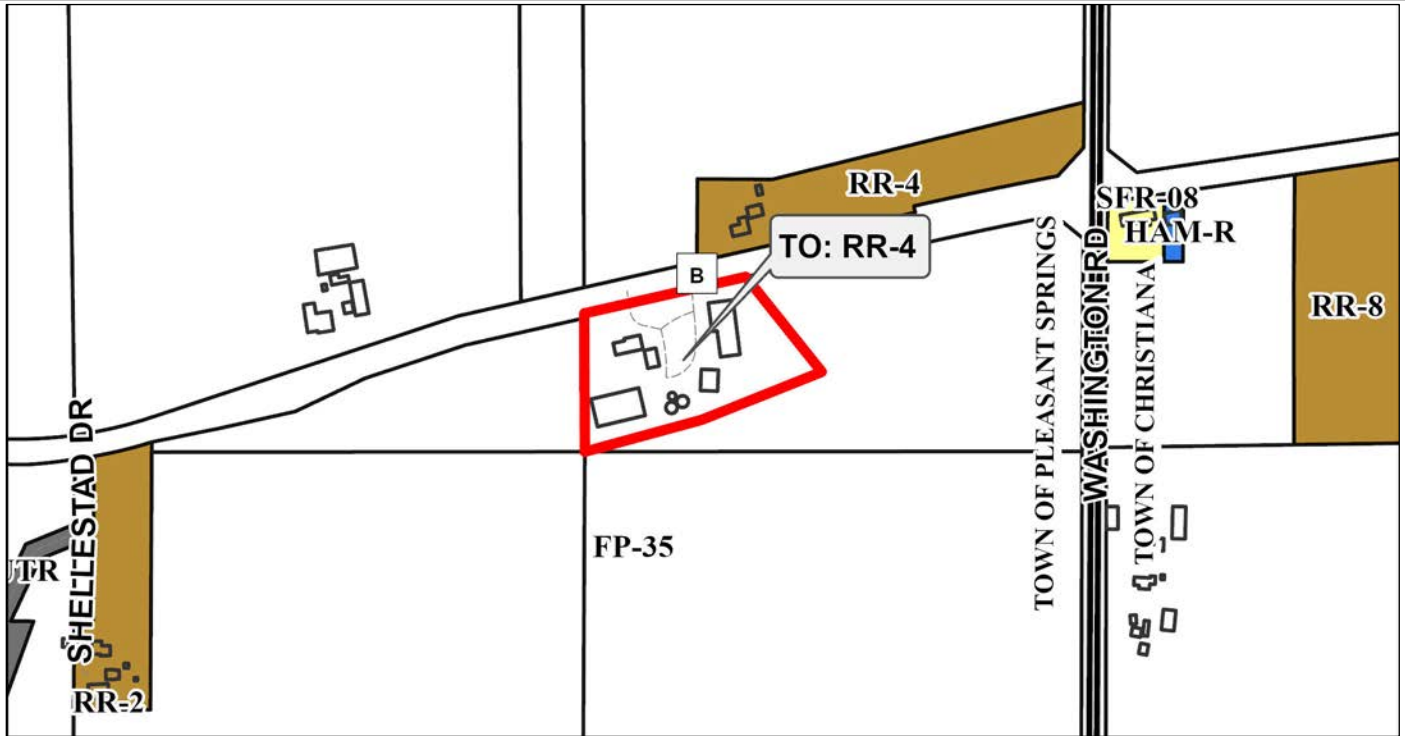 RR-4
SFR-08
HAM-R
TO: RR-4
B
RR-8
SHELLESTAD DR
TOWN OF PLEASANT SPRINGS
WASHINGTON RD
TOWN OF CHRISTIANA
FP-35
UTR
RR-2